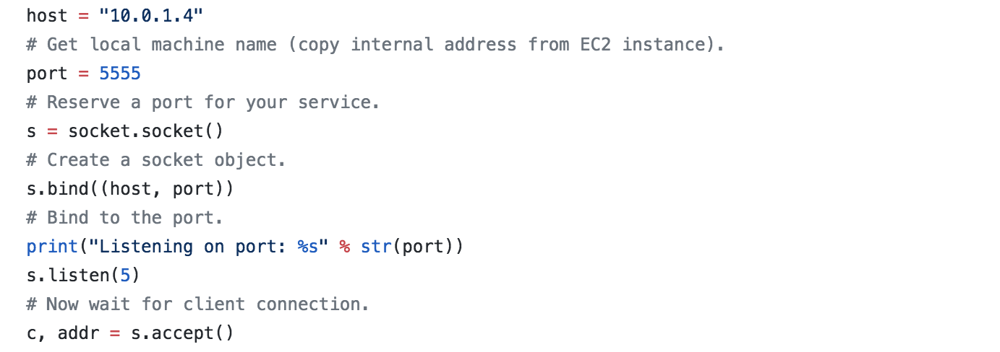 host = "10.0.1.4"
# Get local machine name (copy internal address from EC2 instance).
port = 5555
# Reserve a port for your service.
s = socket.socket()
# Create a socket object.
s.bind((host, port))
# Bind to the port.
print("Listening on port: %s" % str(port))
s.listen(5)
# Now wait for client connection.
c, addr = s.accept()